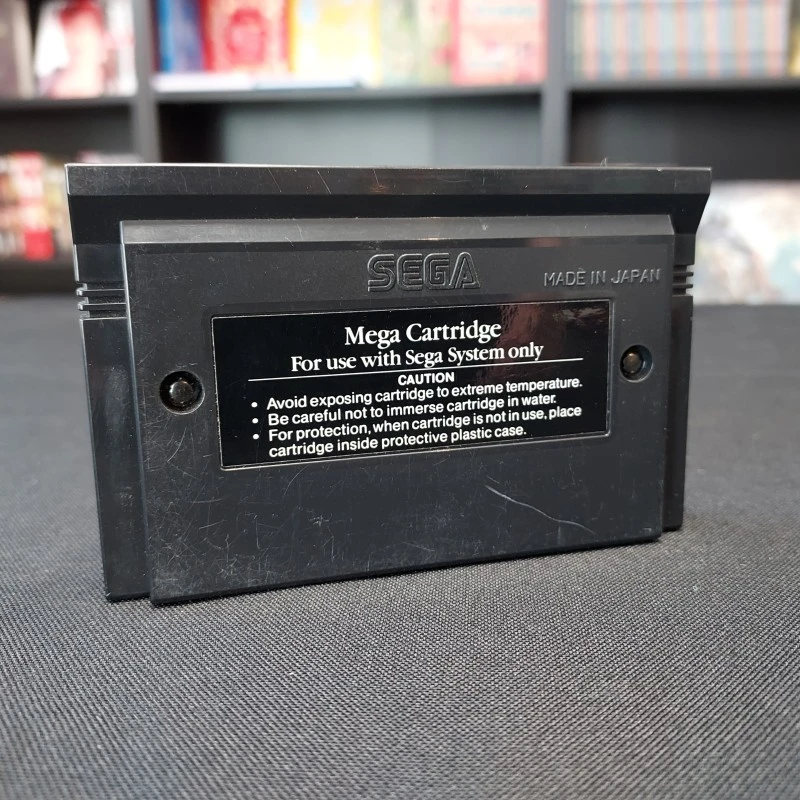 SEGA
MADE IN JAPAN
Mega Cartridge
For use with Sega System only
CAUTION
• Avoid exposing cartridge to extreme temperature.
• Be careful not to immerse cartridge in water.
• For protection, when cartridge is not in use, place
cartridge inside protective plastic case.